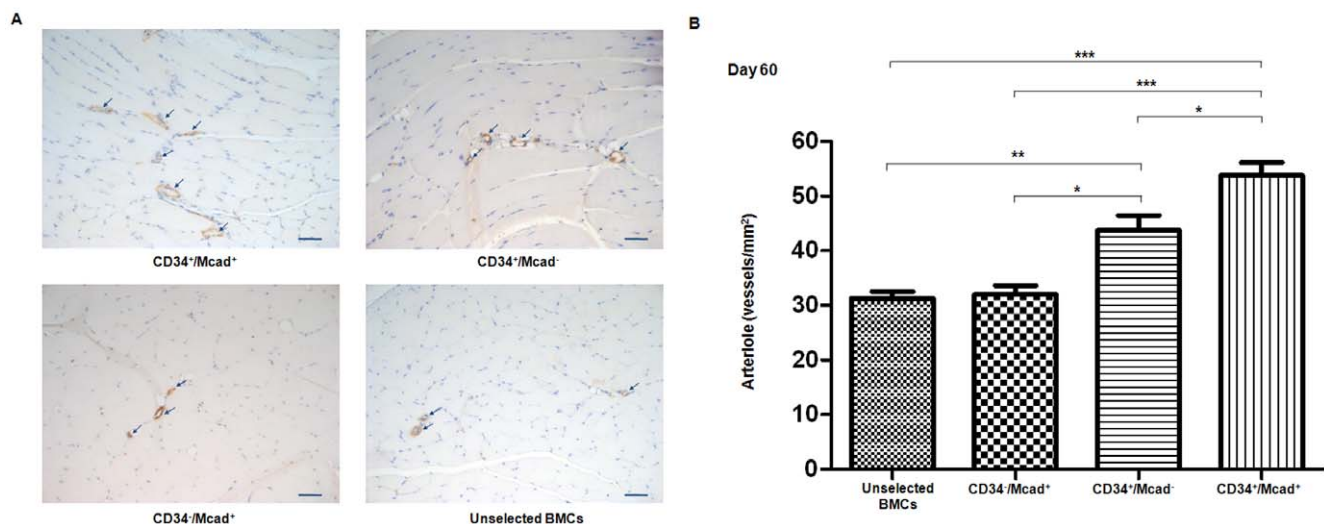 A
CD34⁺/Mcad⁺
CD34⁺/Mcad⁻
CD34⁻/Mcad⁺
Unselected BMCs
B
Day 60
***
***
*
**
*
Arteriole (vessels/mm²)
60
50
40
30
20
10
0
Unselected
BMCs
CD34⁻/Mcad⁺
CD34⁺/Mcad⁻
CD34⁺/Mcad⁺